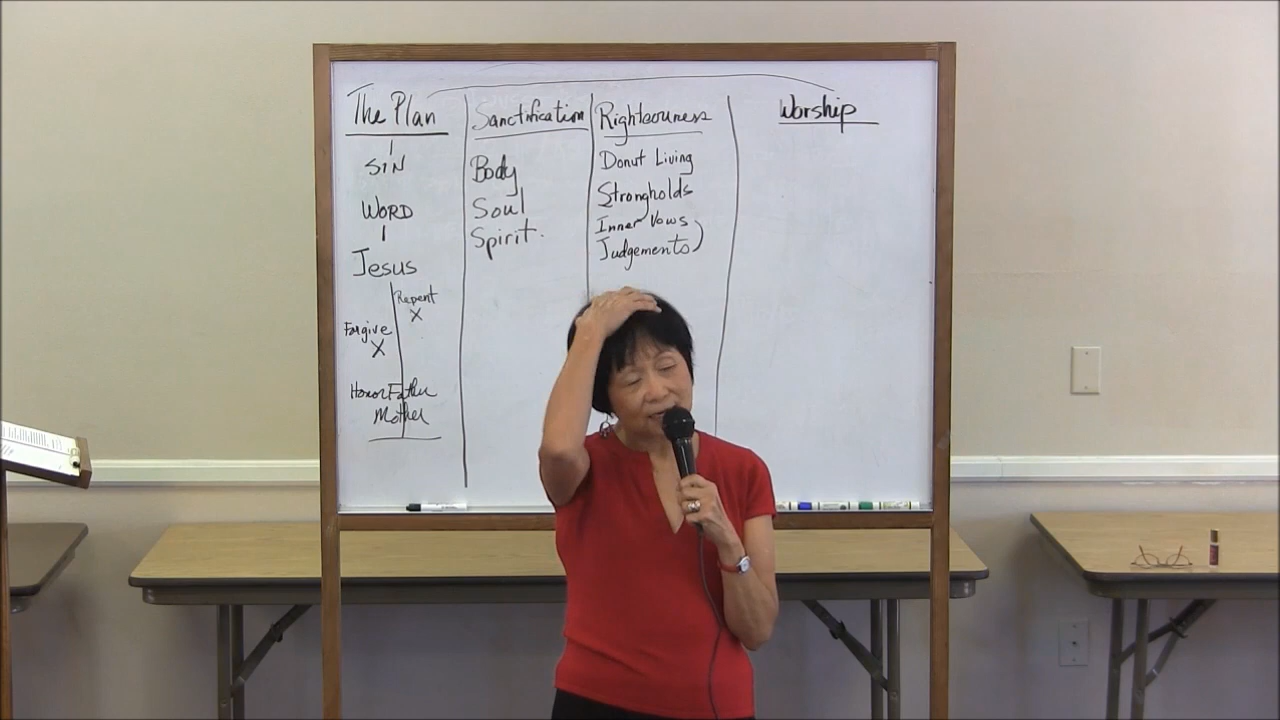 The Plan
SIN
WORD
Jesus
Repent
X
Forgive
X
Honor Father
Mother
Sanctification
Body
Soul
Spirit.
Righteousness
Donut Living
Strongholds
Inner Vows
Judgements)
Worship